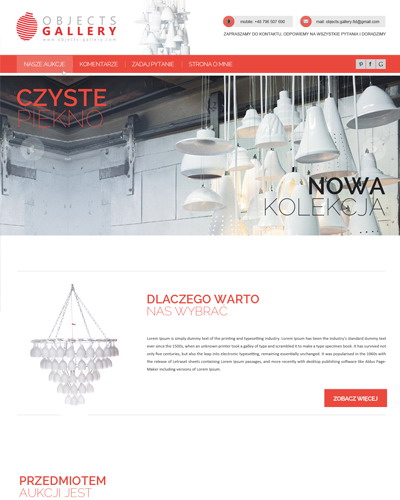 OBJECTS
GALLERY
www.objects-gallery.com
mobile: +48 796 507 690
mail: objects.gallery.ltd@gmail.com
ZAPRASZAMY DO KONTAKTU, ODPOWIEMY NA WSZYSTKIE PYTANIA I DORADZIMY
NASZE AUKCJE
KOMENTARZE
ZADAJ PYTANIE
STRONA O MNIE
CZYSTE
PIĘKNO
NOWA
KOLEKCJA
DLACZEGO WARTO
NAS WYBRAĆ
Lorem Ipsum is simply dummy text of the printing and typesetting industry. Lorem Ipsum has been the industry's standard dummy text
ever since the 1500s, when an unknown printer took a galley of type and scrambled it to make a type specimen book. It has survived not
only five centuries, but also the leap into electronic typesetting, remaining essentially unchanged. It was popularised in the 1960s with
the release of Letraset sheets containing Lorem Ipsum passages, and more recently with desktop publishing software like Aldus Page-
Maker including versions of Lorem Ipsum.
ZOBACZ WIĘCEJ
PRZEDMIOTEM
AUKCJI JEST